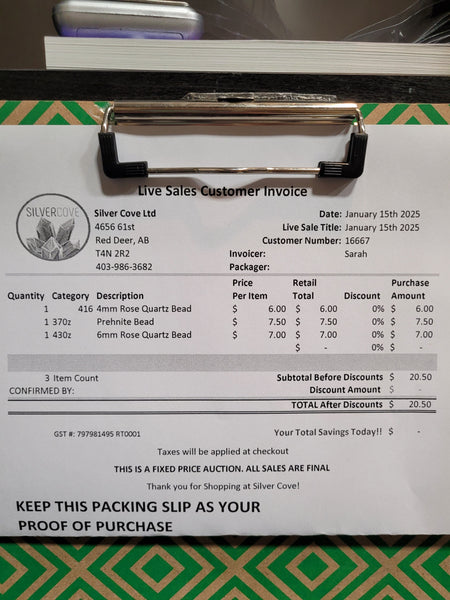 Live Sales Customer Invoice
SILVERCOVE
Silver Cove Ltd
4656 61st
Red Deer, AB
T4N 2R2
403-986-3682
Date: January 15th 2025
Live Sale Title: January 15th 2025
Customer Number: 16667
Invoicer: Sarah
Packager:
Quantity Category Description Price Per Item Retail Total Discount Purchase Amount
1 416 4mm Rose Quartz Bead $ 6.00 $ 6.00 0% $ 6.00
1 370z Prehnite Bead $ 7.50 $ 7.50 0% $ 7.50
1 430z 6mm Rose Quartz Bead $ 7.00 $ 7.00 0% $ 7.00
$ - 0% $ -
3 Item Count Subtotal Before Discounts $ 20.50
CONFIRMED BY: Discount Amount $ -
TOTAL After Discounts $ 20.50
GST #: 797981495 RT0001 Your Total Savings Today!! $ -
Taxes will be applied at checkout
THIS IS A FIXED PRICE AUCTION. ALL SALES ARE FINAL
Thank you for Shopping at Silver Cove!
KEEP THIS PACKING SLIP AS YOUR
PROOF OF PURCHASE